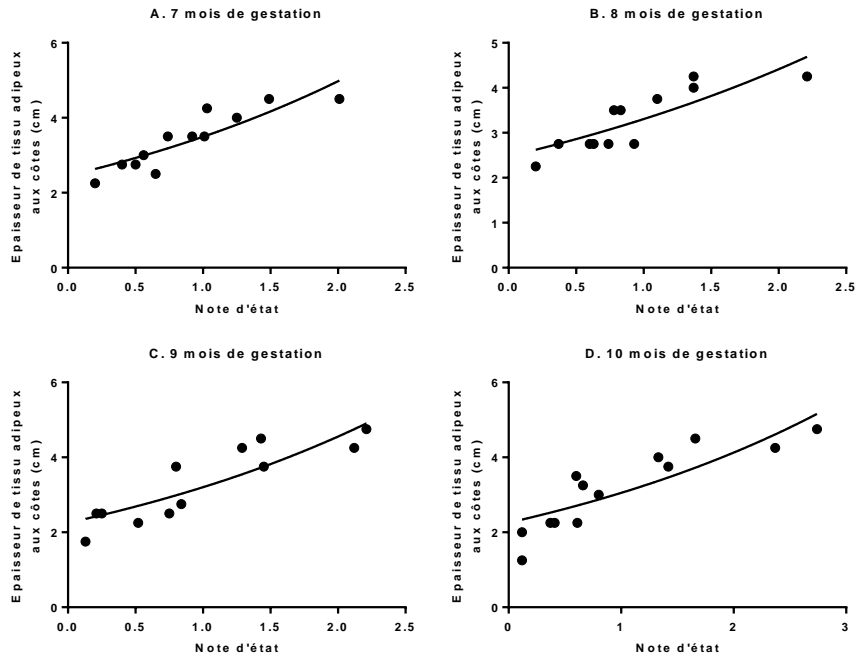 A. 7 mois de gestation
Epaisseur de tissu adipeux
aux côtes (cm)
6
4
2
0
0.0 0.5 1.0 1.5 2.0 2.5
Note d'état
B. 8 mois de gestation
Epaisseur de tissu adipeux
aux côtes (cm)
5
4
3
2
1
0
0.0 0.5 1.0 1.5 2.0 2.5
Note d'état
C. 9 mois de gestation
Epaisseur de tissu adipeux
aux côtes (cm)
6
4
2
0
0.0 0.5 1.0 1.5 2.0 2.5
Note d'état
D. 10 mois de gestation
Epaisseur de tissu adipeux
aux côtes (cm)
6
4
2
0
0 1 2 3
Note d'état